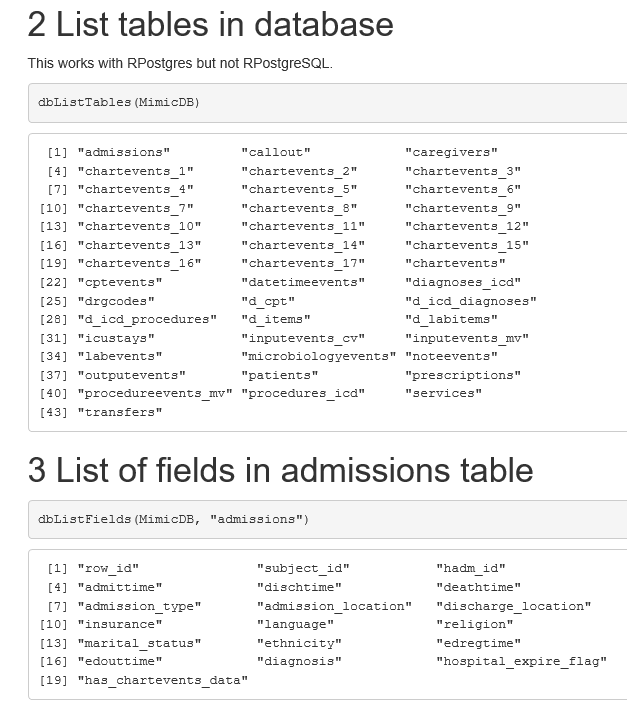 2 List tables in database
This works with RPostgres but not RPostgreSQL.
dbListTables(MimicDB)
[1] "admissions" "callout" "caregivers"
[4] "chartevents_1" "chartevents_2" "chartevents_3"
[7] "chartevents_4" "chartevents_5" "chartevents_6"
[10] "chartevents_7" "chartevents_8" "chartevents_9"
[13] "chartevents_10" "chartevents_11" "chartevents_12"
[16] "chartevents_13" "chartevents_14" "chartevents_15"
[19] "chartevents_16" "chartevents_17" "chartevents"
[22] "cptevents" "datetimeevents" "diagnoses_icd"
[25] "drgcodes" "d_cpt" "d_icd_diagnoses"
[28] "d_icd_procedures" "d_items" "d_labitems"
[31] "icustays" "inputevents_cv" "inputevents_mv"
[34] "labevents" "microbiologyevents" "noteevents"
[37] "outputevents" "patients" "prescriptions"
[40] "procedureevents_mv" "procedures_icd" "services"
[43] "transfers"
3 List of fields in admissions table
dbListFields(MimicDB, "admissions")
[1] "row_id" "subject_id" "hadm_id"
[4] "admittime" "dischtime" "deathtime"
[7] "admission_type" "admission_location" "discharge_location"
[10] "insurance" "language" "religion"
[13] "marital_status" "ethnicity" "edregtime"
[16] "edouttime" "diagnosis" "hospital_expire_flag"
[19] "has_chartevents_data"